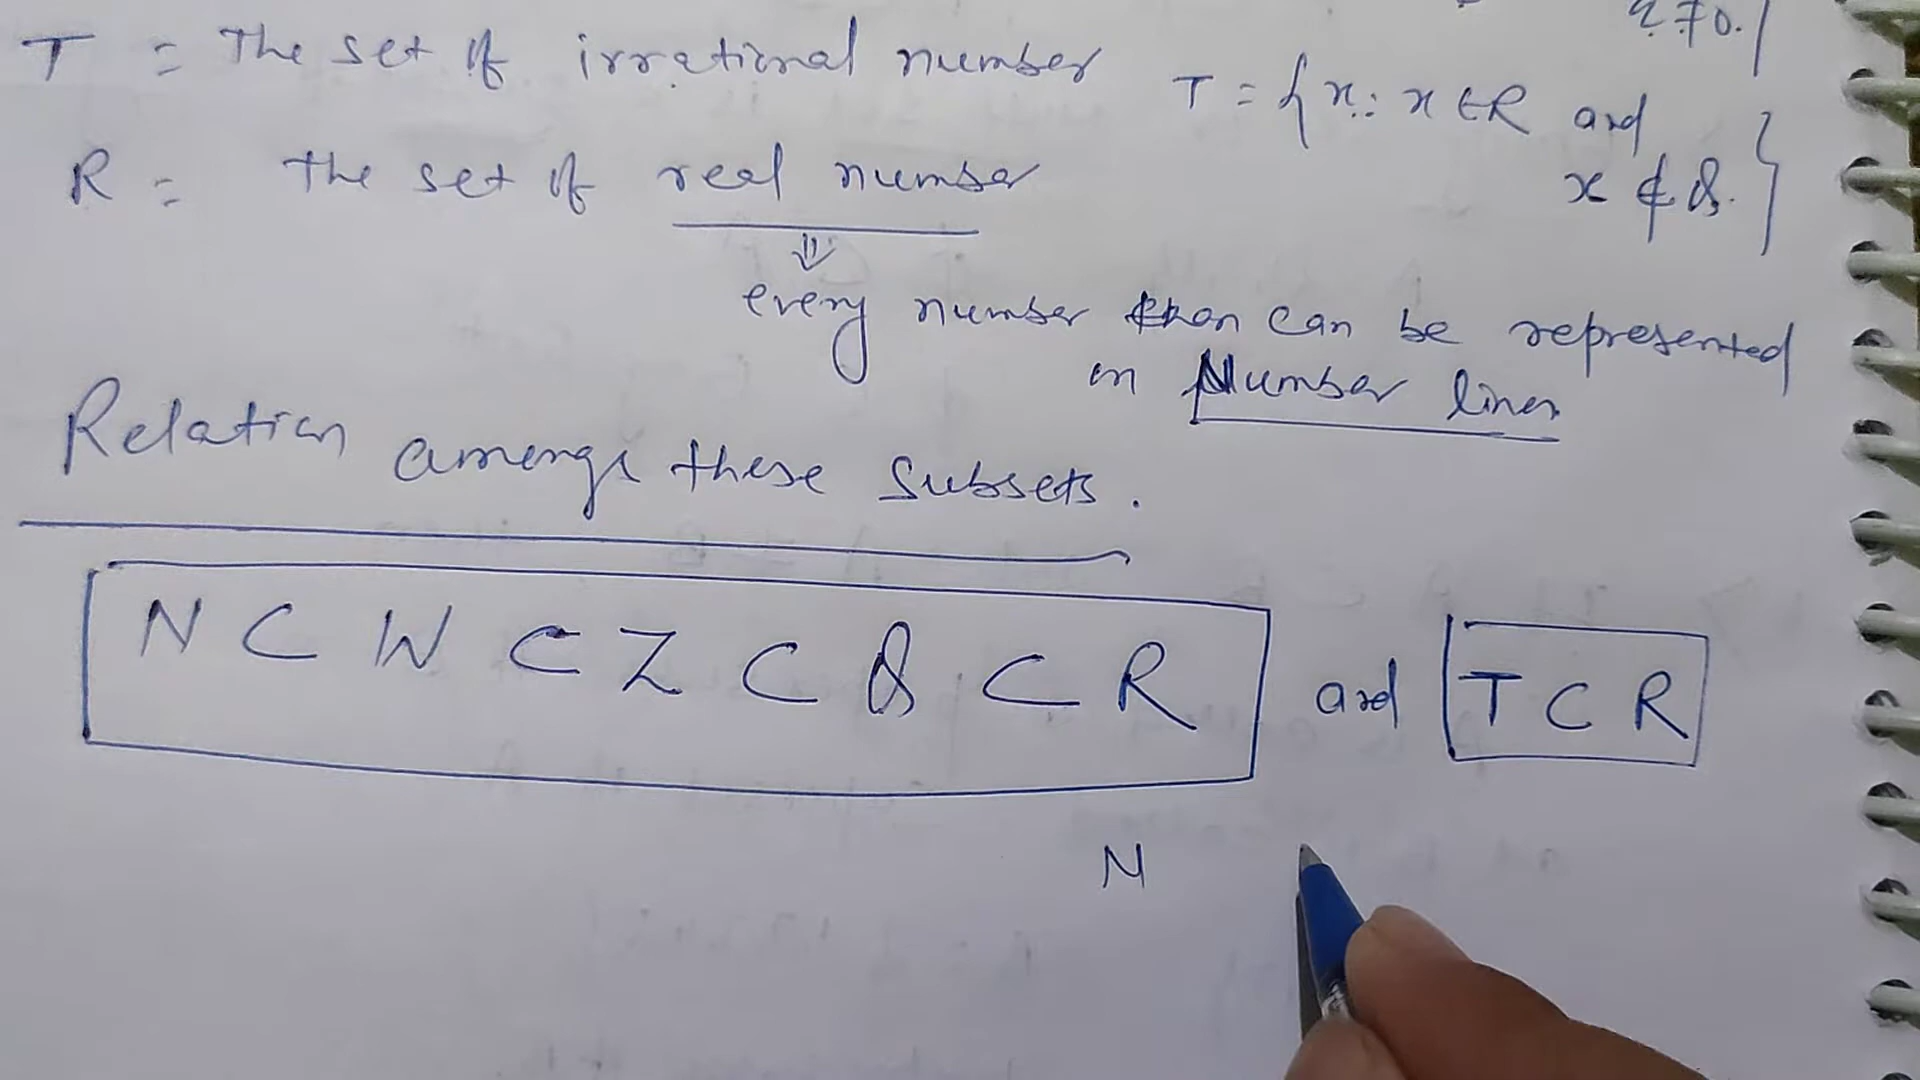 q ≠ 0.
T = The set of irrational number T = { x : x ∈ R and
x ∉ Q. }
R = the set of real number
⇓
every number can be represented
on Number line.
Relation amongs these subsets.
N ⊂ W ⊂ Z ⊂ Q ⊂ R and T ⊂ R
N